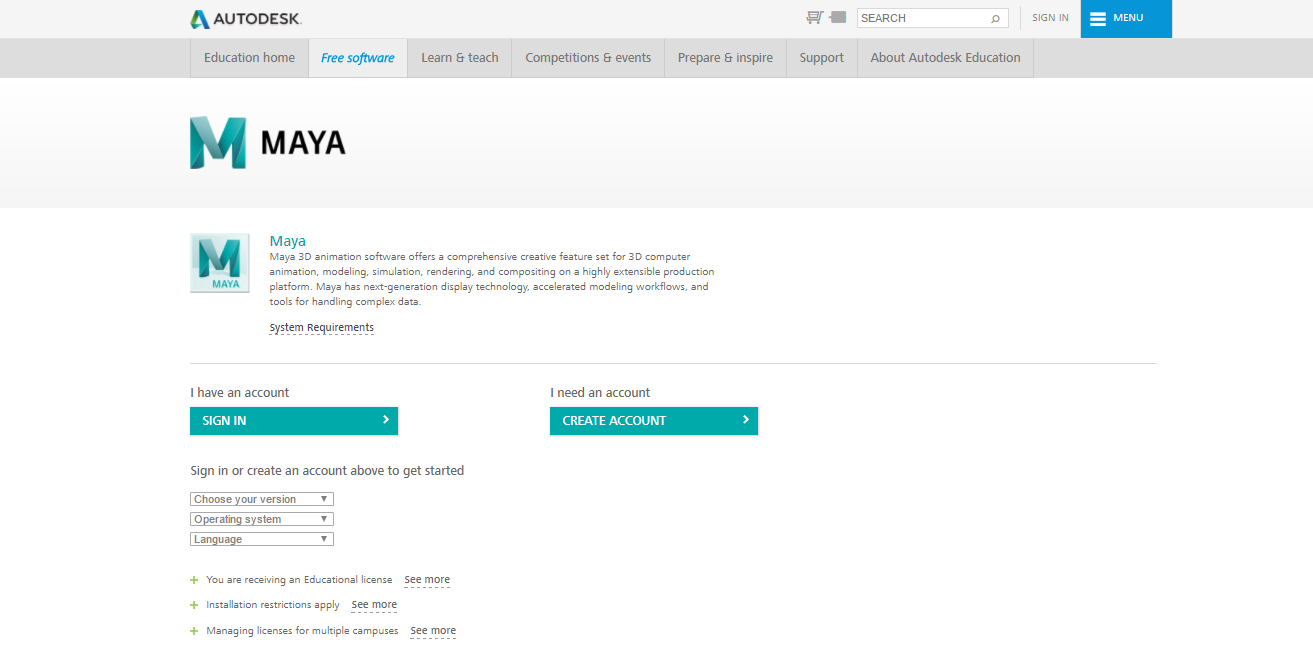 AUTODESK.
SEARCH
SIGN IN
MENU
Education home
Free software
Learn & teach
Competitions & events
Prepare & inspire
Support
About Autodesk Education
MAYA
MAYA
Maya
Maya 3D animation software offers a comprehensive creative feature set for 3D computer
animation, modeling, simulation, rendering, and compositing on a highly extensible production
platform. Maya has next-generation display technology, accelerated modeling workflows, and
tools for handling complex data.
System Requirements
I have an account
SIGN IN
I need an account
CREATE ACCOUNT
Sign in or create an account above to get started
Choose your version
Operating system
Language
You are receiving an Educational license See more
Installation restrictions apply See more
Managing licenses for multiple campuses See more